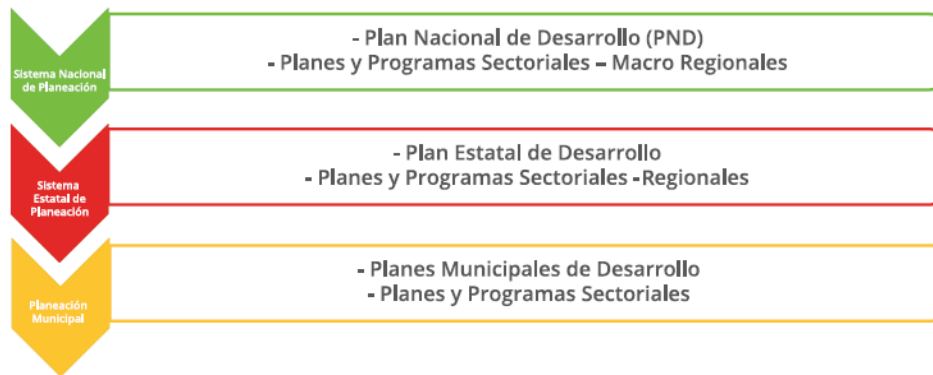 Sistema Nacional
de Planeación
- Plan Nacional de Desarrollo (PND)
- Planes y Programas Sectoriales – Macro Regionales
Sistema
Estatal de
Planeación
- Plan Estatal de Desarrollo
- Planes y Programas Sectoriales -Regionales
Planeación
Municipal
- Planes Municipales de Desarrollo
- Planes y Programas Sectoriales